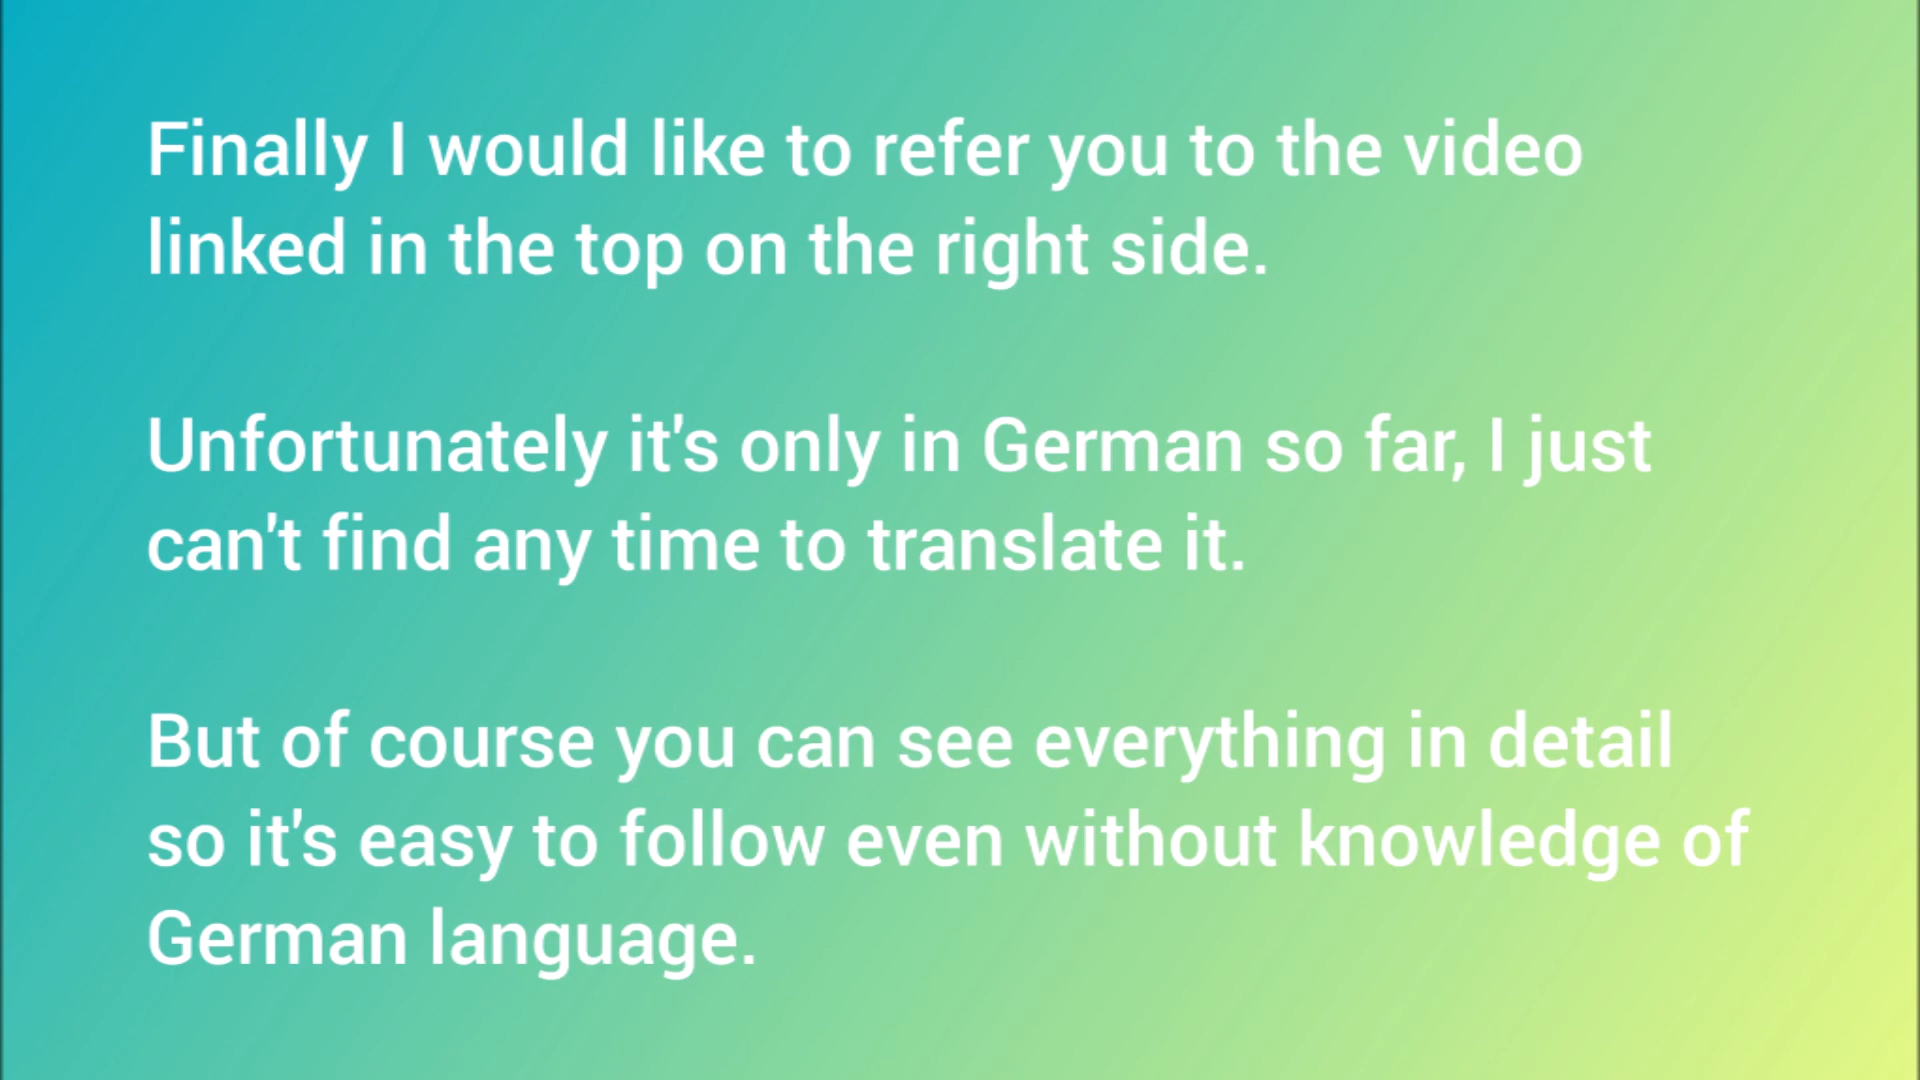 Finally I would like to refer you to the video
linked in the top on the right side.
Unfortunately it's only in German so far, I just
can't find any time to translate it.
But of course you can see everything in detail
so it's easy to follow even without knowledge of
German language.